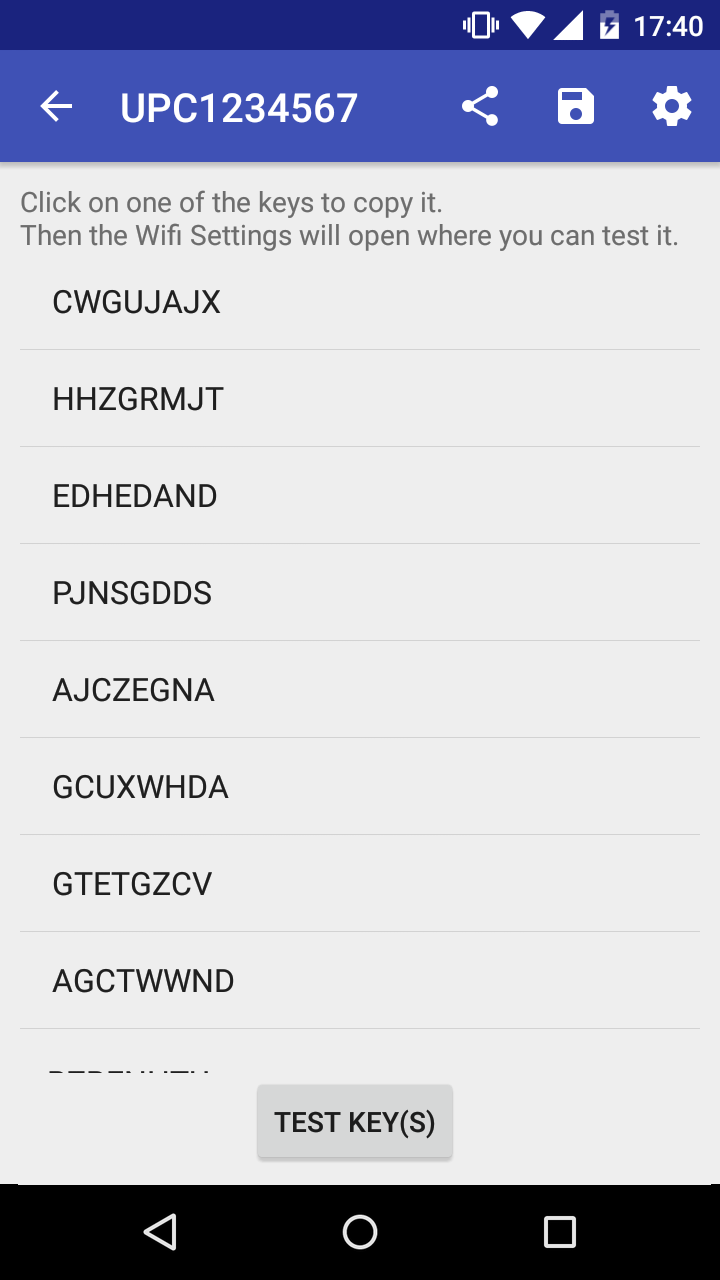 17:40
UPC1234567
Click on one of the keys to copy it.
Then the Wifi Settings will open where you can test it.
CWGUJAJX
HHZGRMJT
EDHEDAND
PJNSGDDS
AJCZEGNA
GCUXWHDA
GTETGZCV
AGCTWWND
TEST KEY(S)